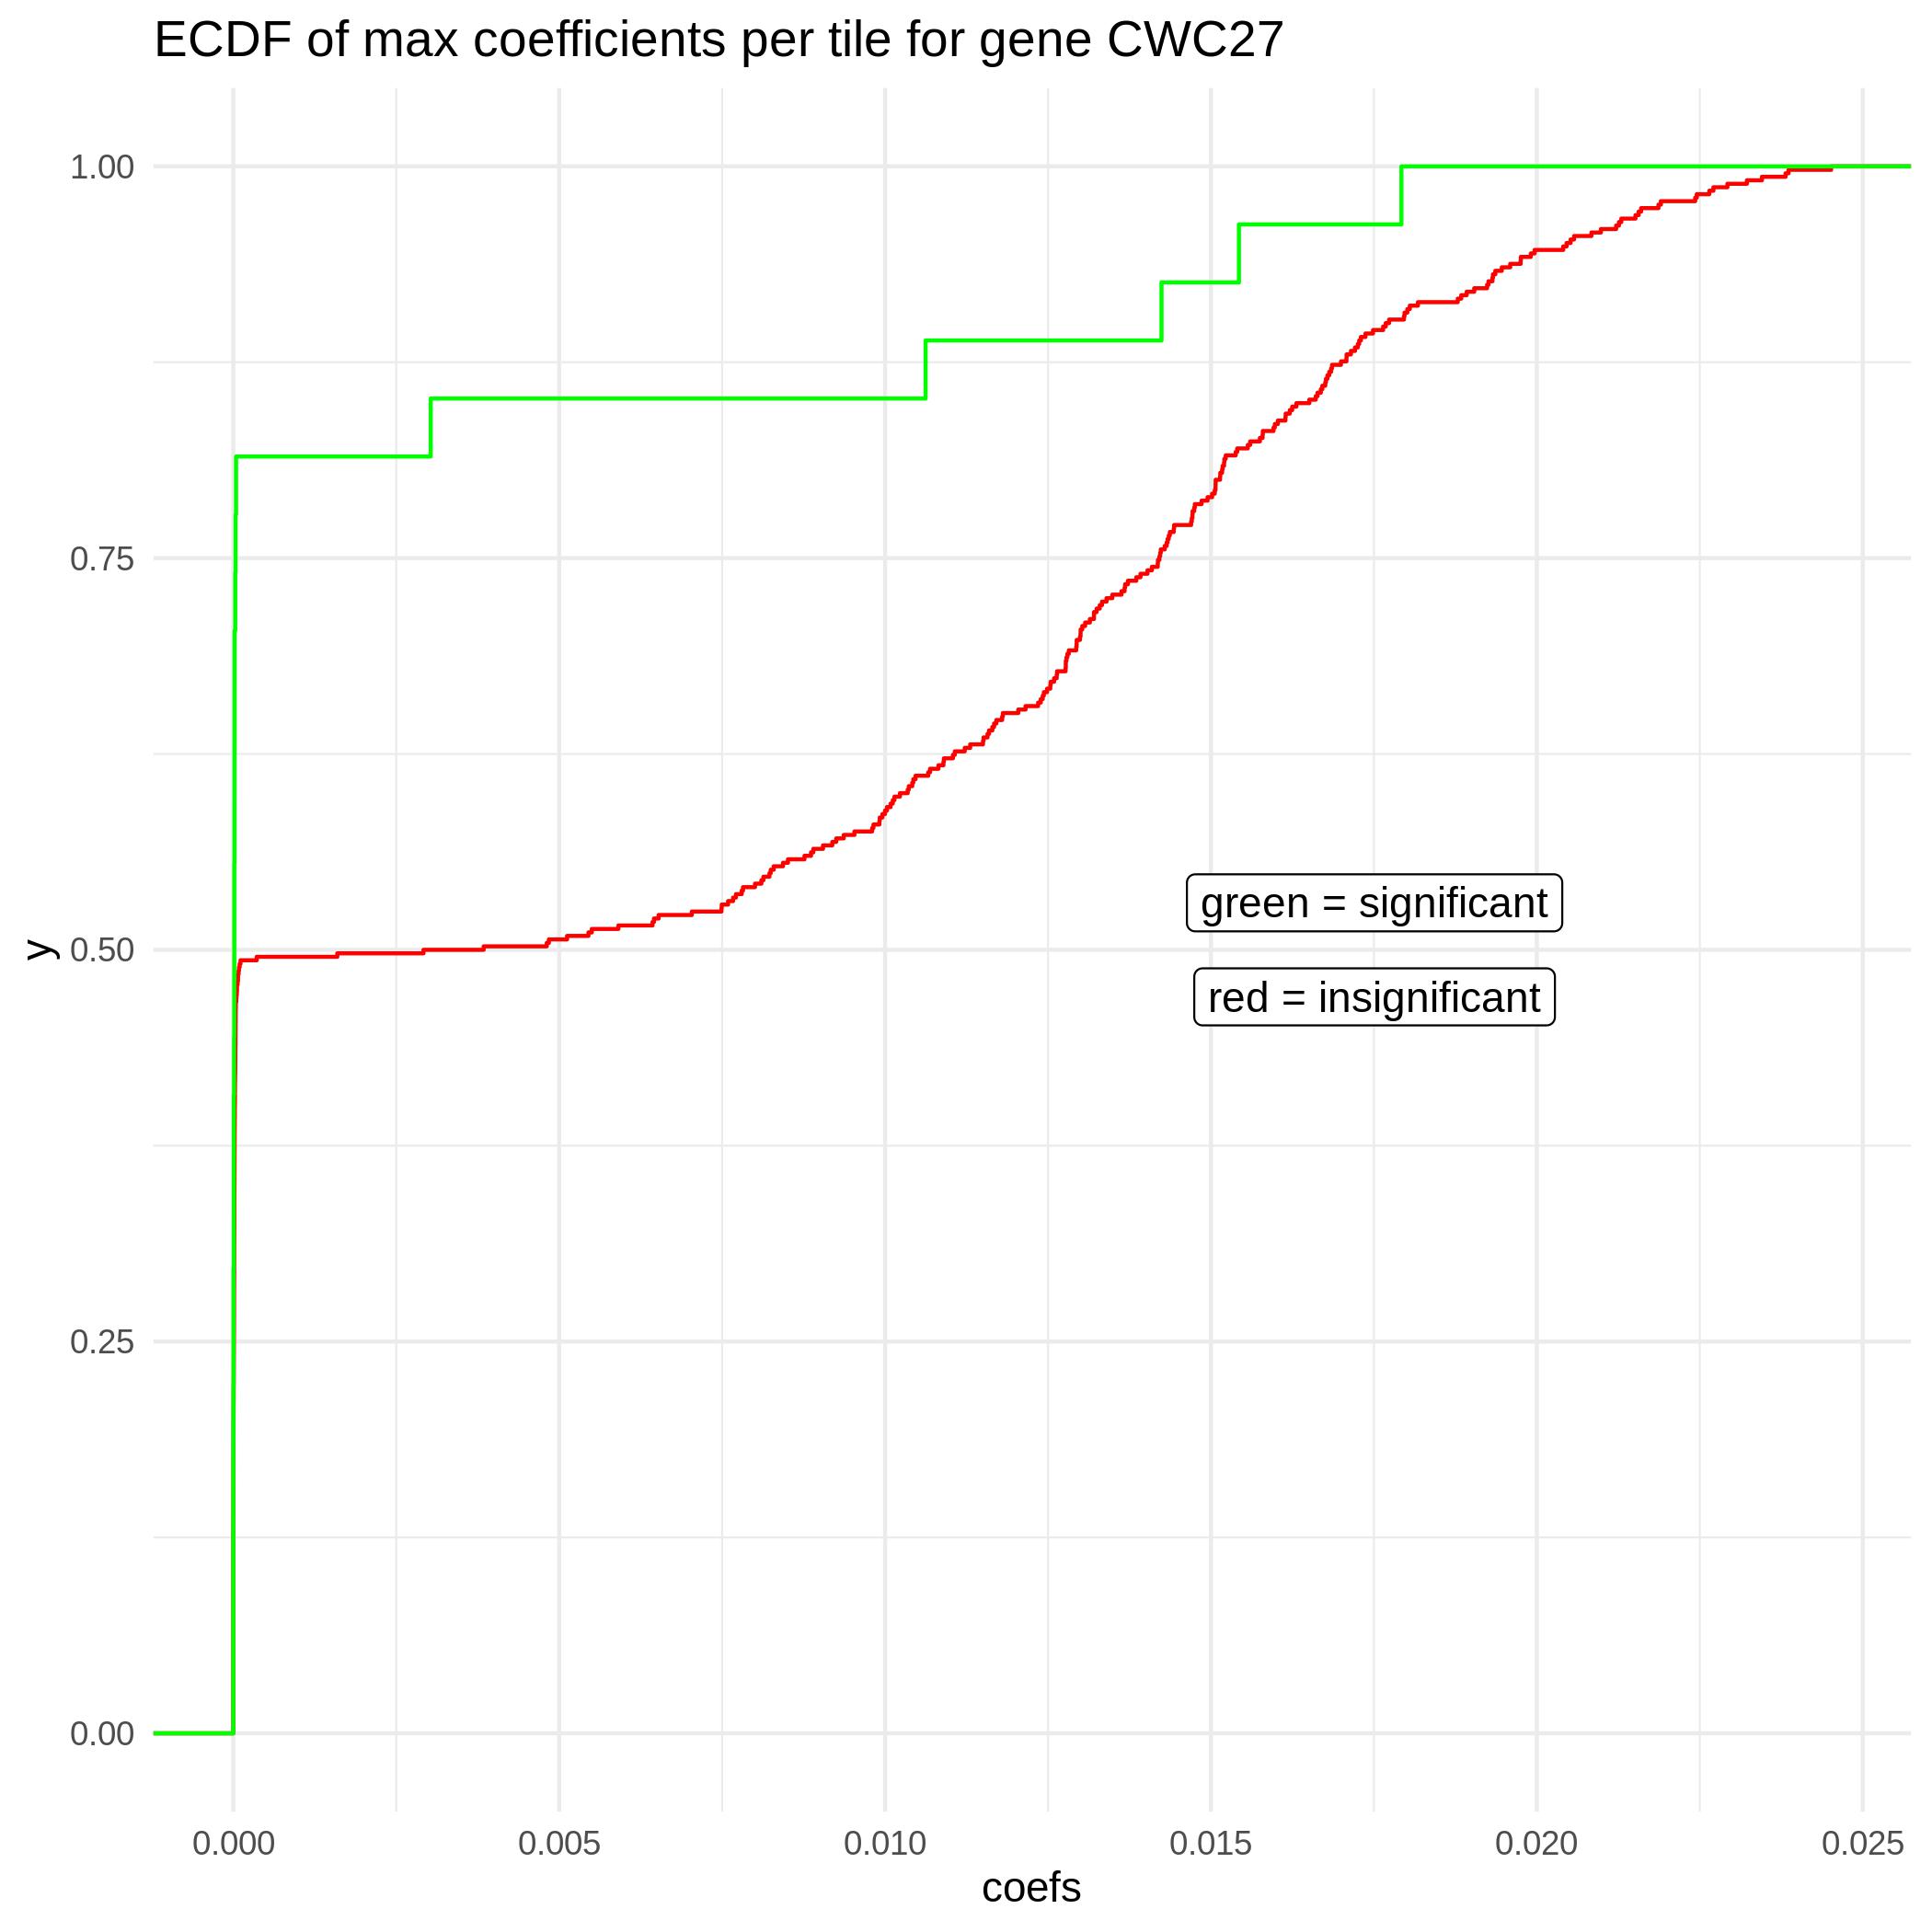 ECDF of max coefficients per tile for gene CWC27
1.00
0.75
0.50
0.25
0.00
y
green = significant
red = insignificant
0.000 0.005 0.010 0.015 0.020 0.025
coefs